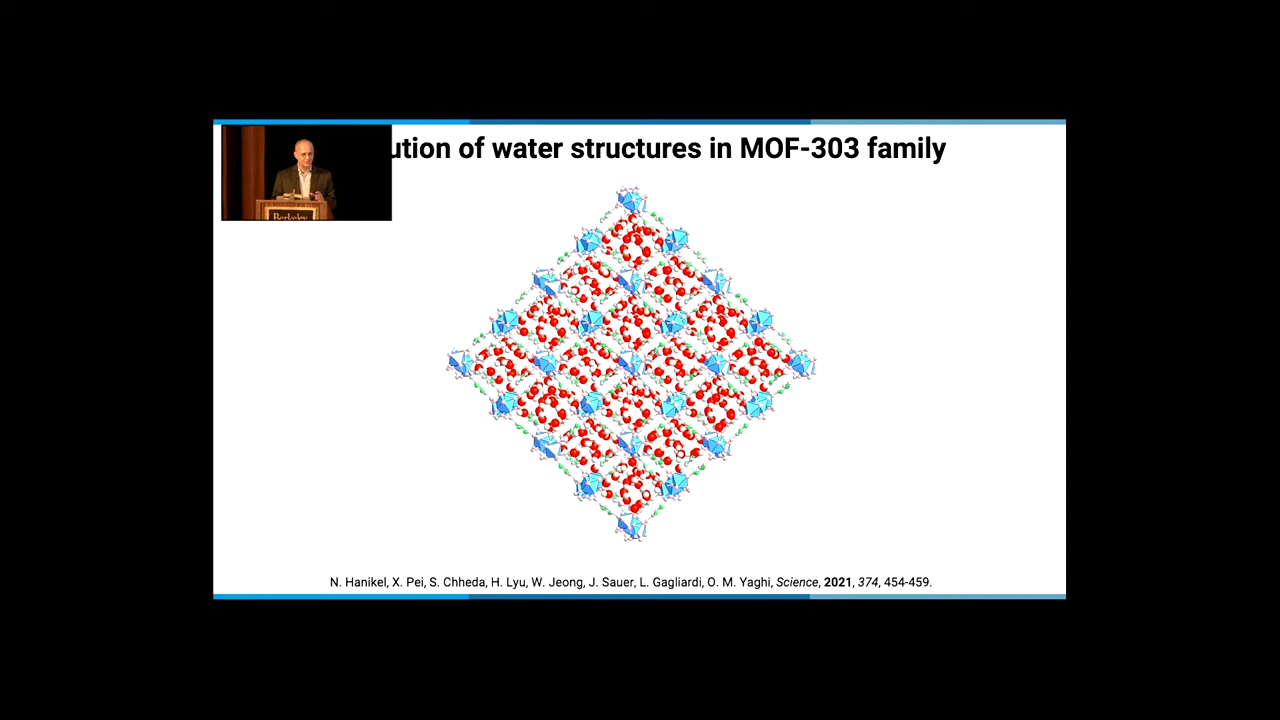 ution of water structures in MOF-303 family
Berkeley
N. Hanikel, X. Pei, S. Chheda, H. Lyu, W. Jeong, J. Sauer, L. Gagliardi, O. M. Yaghi, Science, 2021, 374, 454-459.